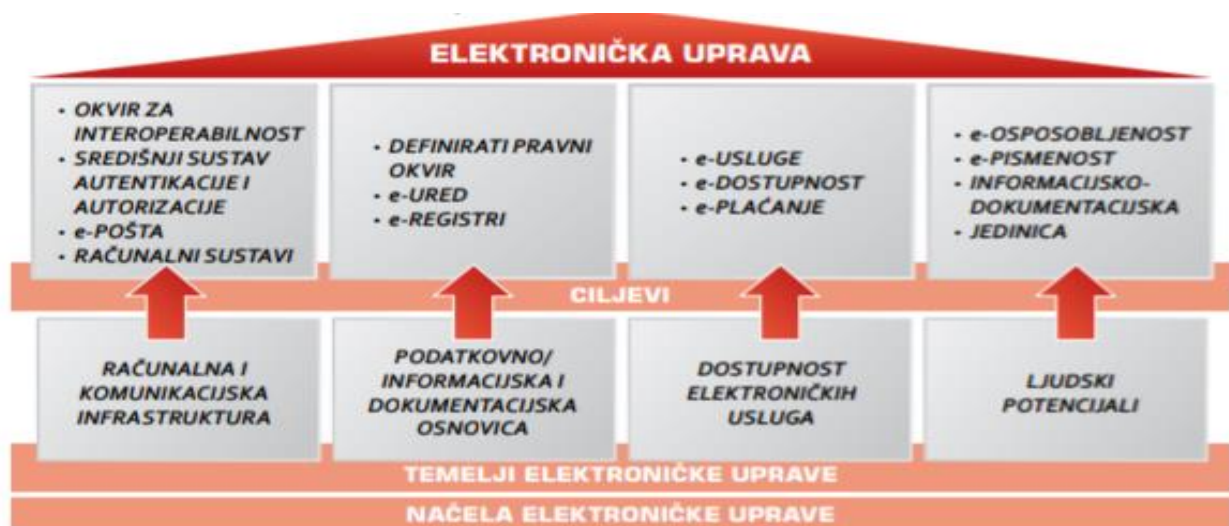 ELEKTRONIČKA UPRAVA
• OKVIR ZA
INTEROPERABILNOST
• SREDIŠNJI SUSTAV
AUTENTIKACIJE I
AUTORIZACIJE
• e-POŠTA
• RAČUNALNI SUSTAVI
• DEFINIRATI PRAVNI
OKVIR
• e-URED
• e-REGISTRI
• e-USLUGE
• e-DOSTUPNOST
• e-PLAĆANJE
• e-OSPOSOBLJENOST
• e-PISMENOST
• INFORMACIJSKO-
DOKUMENTACIJSKA
• JEDINICA
CILJEVI
RAČUNALNA I
KOMUNIKACIJSKA
INFRASTRUKTURA
PODATKOVNO/
INFORMACIJSKA I
DOKUMENTACIJSKA
OSNOVICA
DOSTUPNOST
ELEKTRONIČKIH
USLUGA
LJUDSKI
POTENCIJALI
TEMELJI ELEKTRONIČKE UPRAVE
NAČELA ELEKTRONIČKE UPRAVE